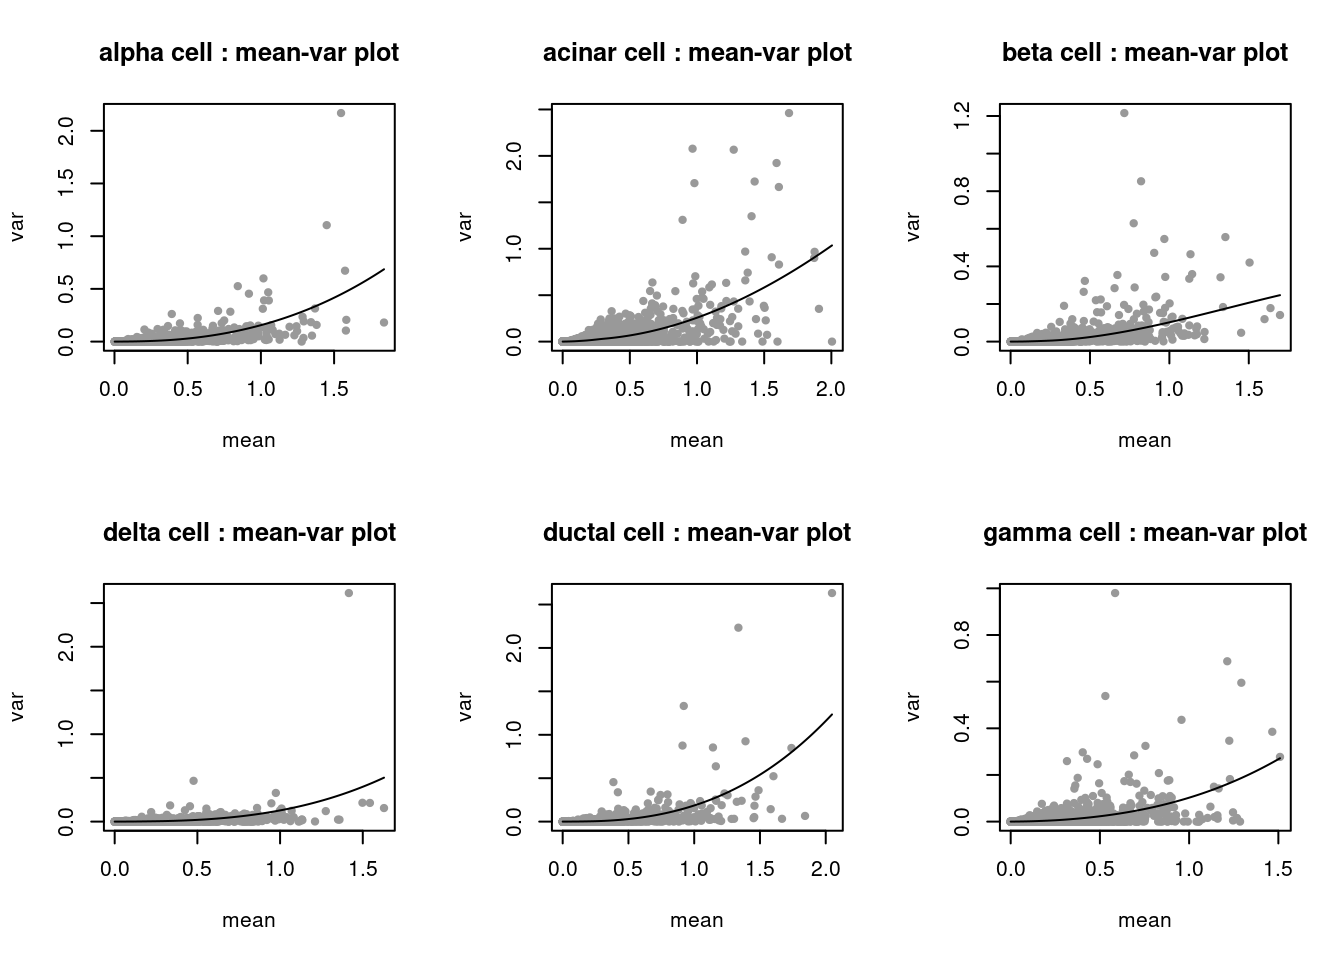 alpha cell : mean-var plot
var
0.0 0.5 1.0 1.5 2.0
0.0 0.5 1.0 1.5
mean
acinar cell : mean-var plot
var
0.0 1.0 2.0
0.0 0.5 1.0 1.5 2.0
mean
beta cell : mean-var plot
var
0.0 0.4 0.8 1.2
0.0 0.5 1.0 1.5
mean
delta cell : mean-var plot
var
0.0 1.0 2.0
0.0 0.5 1.0 1.5
mean
ductal cell : mean-var plot
var
0.0 1.0 2.0
0.0 0.5 1.0 1.5 2.0
mean
gamma cell : mean-var plot
var
0.0 0.4 0.8
0.0 0.5 1.0 1.5
mean